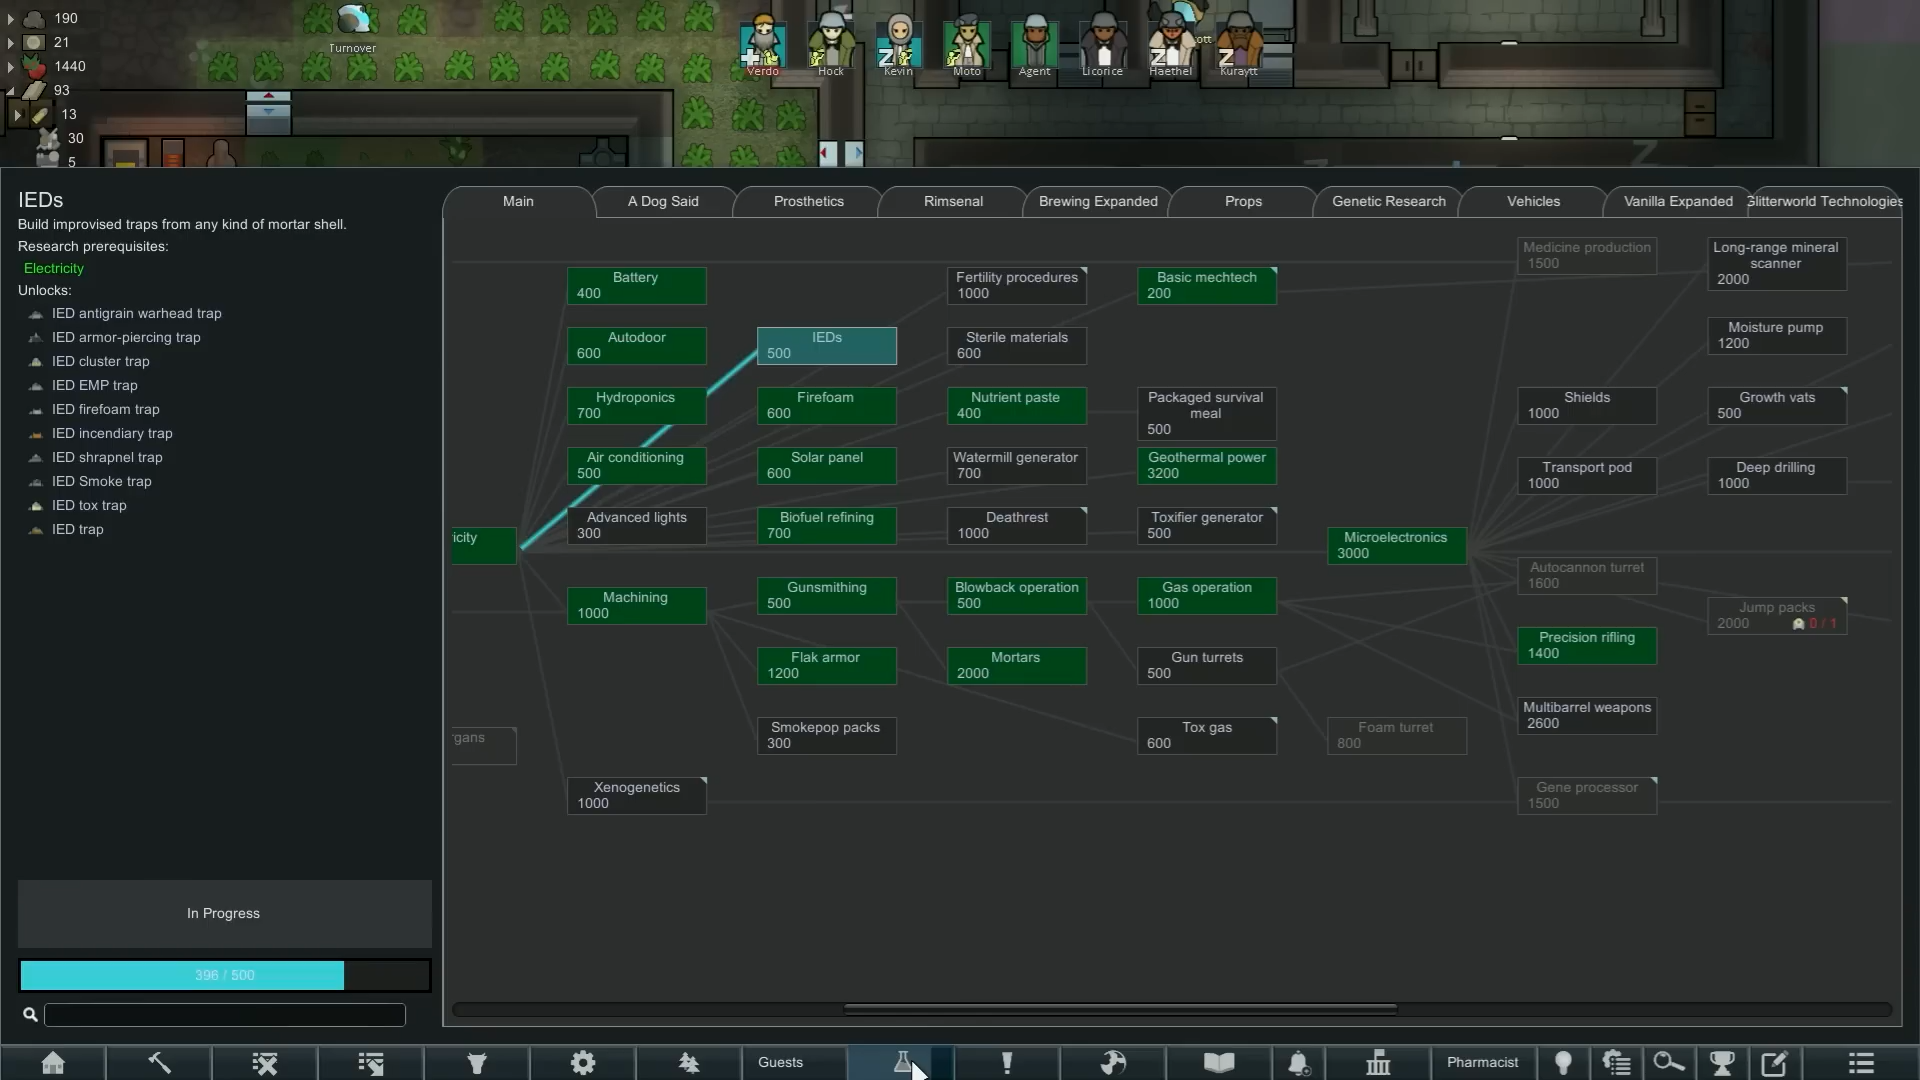 190
21
1440
93
13
30
5
Turnover
Verdo
Hock
Kevin
Moto
Agent
Licorice
Haethel
Kuraytt
IEDs
Build improvised traps from any kind of mortar shell.
Research prerequisites:
Electricity
Unlocks:
IED antigrain warhead trap
IED armor-piercing trap
IED cluster trap
IED EMP trap
IED firefoam trap
IED incendiary trap
IED shrapnel trap
IED Smoke trap
IED tox trap
IED trap
In Progress
396 / 500
Main
A Dog Said
Prosthetics
Rimsenal
Brewing Expanded
Props
Genetic Research
Vehicles
Vanilla Expanded
Glitterworld Technologies
icity
rgans
Battery
400
Autodoor
600
Hydroponics
700
Air conditioning
500
Advanced lights
300
Machining
1000
Xenogenetics
1000
IEDs
500
Firefoam
600
Solar panel
600
Biofuel refining
700
Gunsmithing
500
Flak armor
1200
Smokepop packs
300
Fertility procedures
1000
Sterile materials
600
Nutrient paste
400
Watermill generator
700
Deathrest
1000
Blowback operation
500
Mortars
2000
Basic mechtech
200
Packaged survival
meal
500
Geothermal power
3200
Toxifier generator
500
Gas operation
1000
Gun turrets
500
Tox gas
600
Microelectronics
3000
Foam turret
800
Medicine production
1500
Shields
1000
Transport pod
1000
Autocannon turret
1600
Precision rifling
1400
Multibarrel weapons
2600
Gene processor
1500
Long-range mineral
scanner
2000
Moisture pump
1200
Growth vats
500
Deep drilling
1000
Jump packs
2000 0 / 1
Guests
Pharmacist